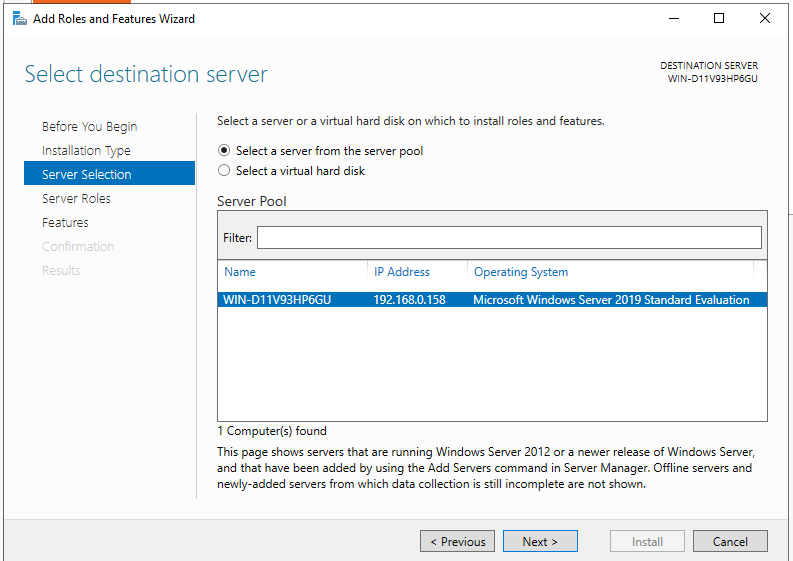 Add Roles and Features Wizard
Select destination server
DESTINATION SERVER
WIN-D11V93HP6GU
Before You Begin
Installation Type
Server Selection
Server Roles
Features
Confirmation
Results
Select a server or a virtual hard disk on which to install roles and features.
Select a server from the server pool
Select a virtual hard disk
Server Pool
Filter:
Name IP Address Operating System
WIN-D11V93HP6GU 192.168.0.158 Microsoft Windows Server 2019 Standard Evaluation
1 Computer(s) found
This page shows servers that are running Windows Server 2012 or a newer release of Windows Server,
and that have been added by using the Add Servers command in Server Manager. Offline servers and
newly-added servers from which data collection is still incomplete are not shown.
< Previous Next > Install Cancel